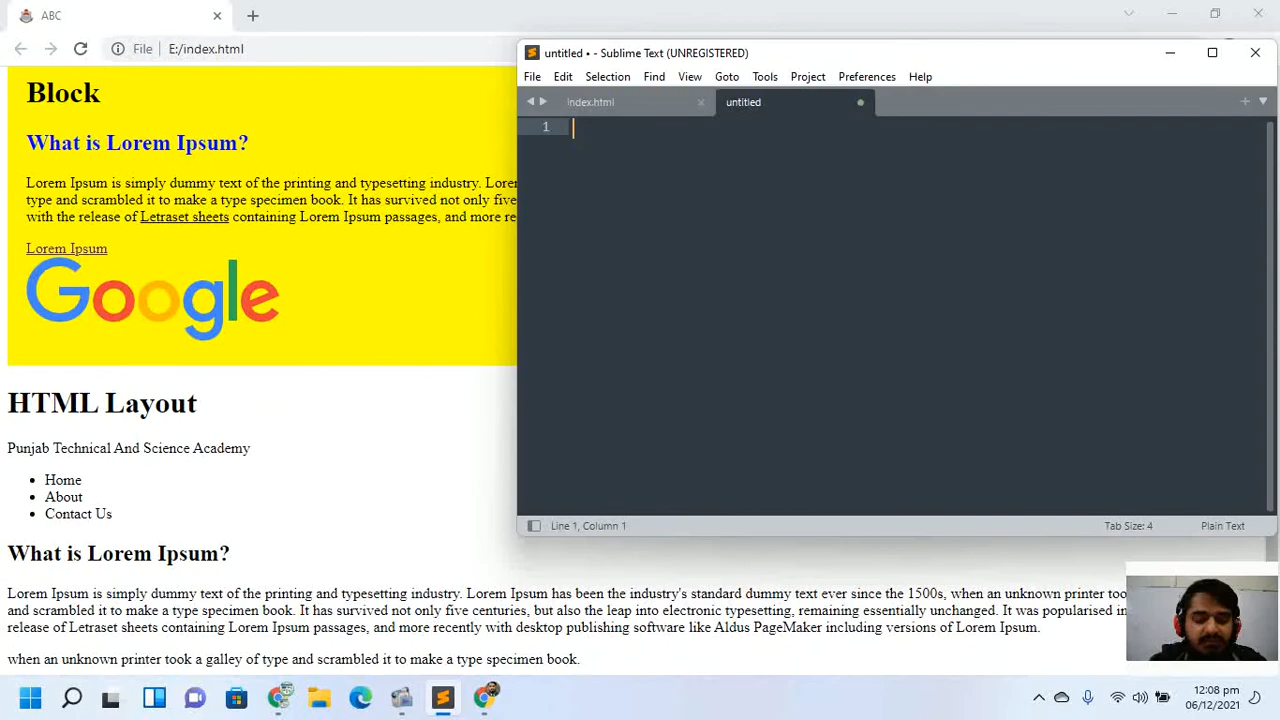 ABC
File
E:/index.html
Block
What is Lorem Ipsum?
Lorem Ipsum is simply dummy text of the printing and typesetting industry. Lore
type and scrambled it to make a type specimen book. It has survived not only five
with the release of Letraset sheets containing Lorem Ipsum passages, and more re
Lorem Ipsum
Google
HTML Layout
Punjab Technical And Science Academy
Home
About
Contact Us
What is Lorem Ipsum?
Lorem Ipsum is simply dummy text of the printing and typesetting industry. Lorem Ipsum has been the industry's standard dummy text ever since the 1500s, when an unknown printer too
and scrambled it to make a type specimen book. It has survived not only five centuries, but also the leap into electronic typesetting, remaining essentially unchanged. It was popularised in
release of Letraset sheets containing Lorem Ipsum passages, and more recently with desktop publishing software like Aldus PageMaker including versions of Lorem Ipsum.
when an unknown printer took a galley of type and scrambled it to make a type specimen book.
untitled • - Sublime Text (UNREGISTERED)
File Edit Selection Find View Goto Tools Project Preferences Help
index.html
untitled
1
Line 1, Column 1
Tab Size: 4
Plain Text
12:08 pm
06/12/2021